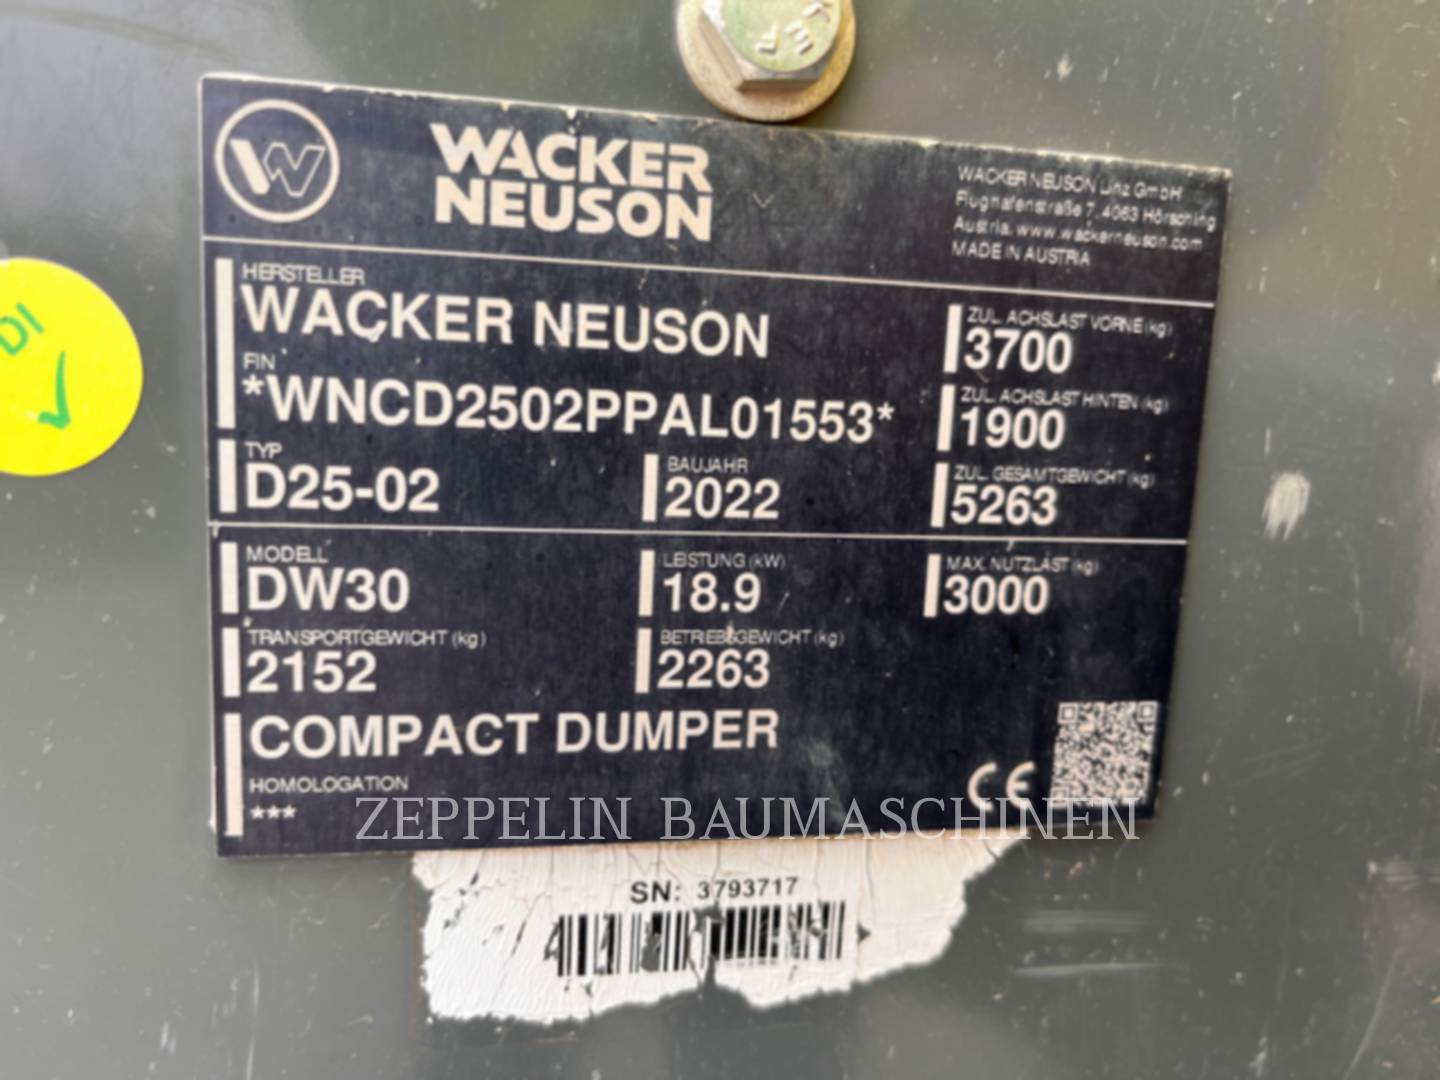 WACKER
NEUSON
WACKER NEUSON Linz GmbH
Flughafenstraße 7, 4063 Hörsching
Austria, www.wackerneuson.com
MADE IN AUSTRIA
HERSTELLER
WACKER NEUSON
ZUL. ACHSLAST VORNE (kg)
3700
FIN
*WNCD2502PPAL01553*
ZUL. ACHSLAST HINTEN (kg)
1900
TYP
D25-02
BAUJAHR
2022
ZUL. GESAMTGEWICHT (kg)
5263
MODELL
DW30
LEISTUNG (kW)
18.9
MAX. NUTZLAST (kg)
3000
TRANSPORTGEWICHT (kg)
2152
BETRIEBSGEWICHT (kg)
2263
COMPACT DUMPER
HOMOLOGATION
***
CE
ZEPPELIN BAUMASCHINEN
SN: 3793717
DI